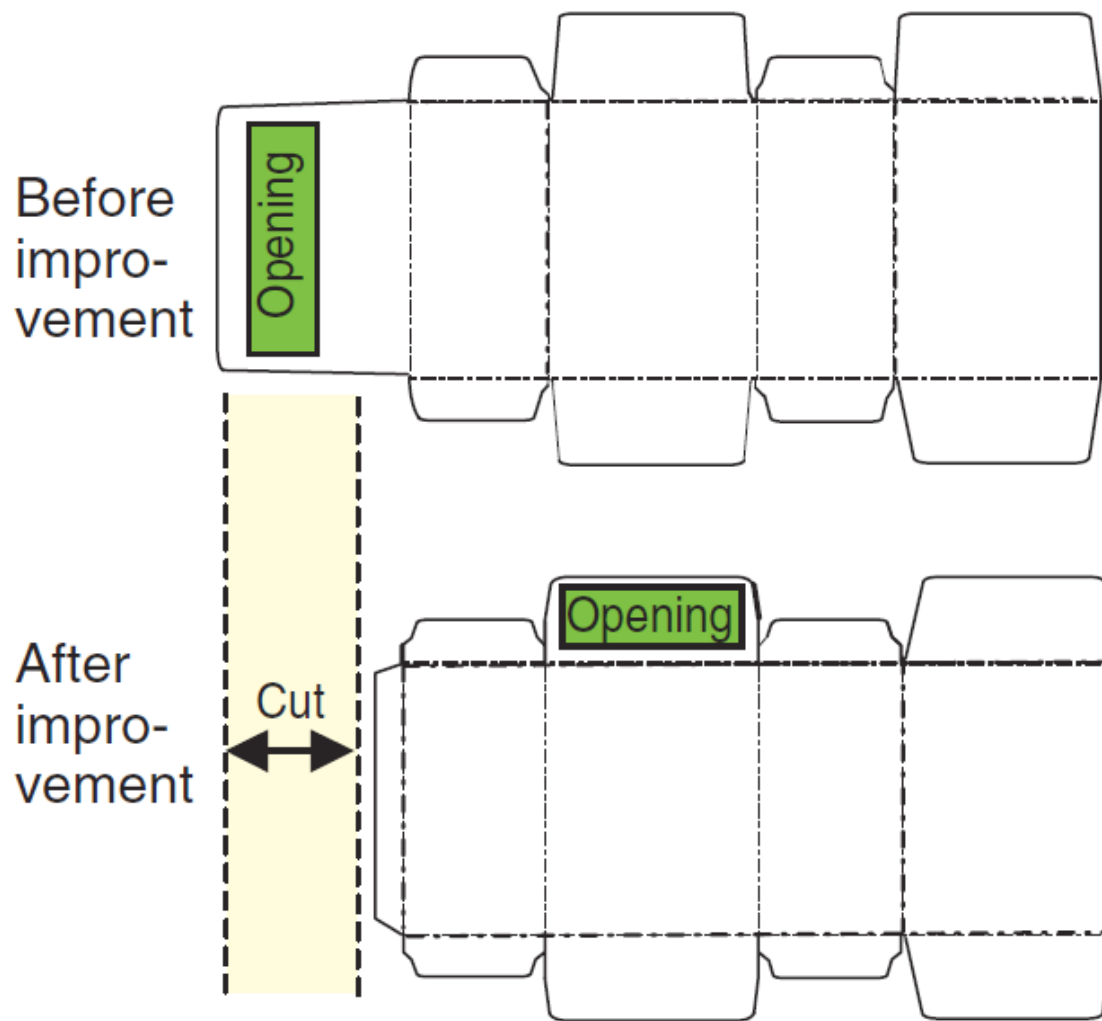 Before
impro-
vement
Opening
After
impro-
vement
Cut
Opening